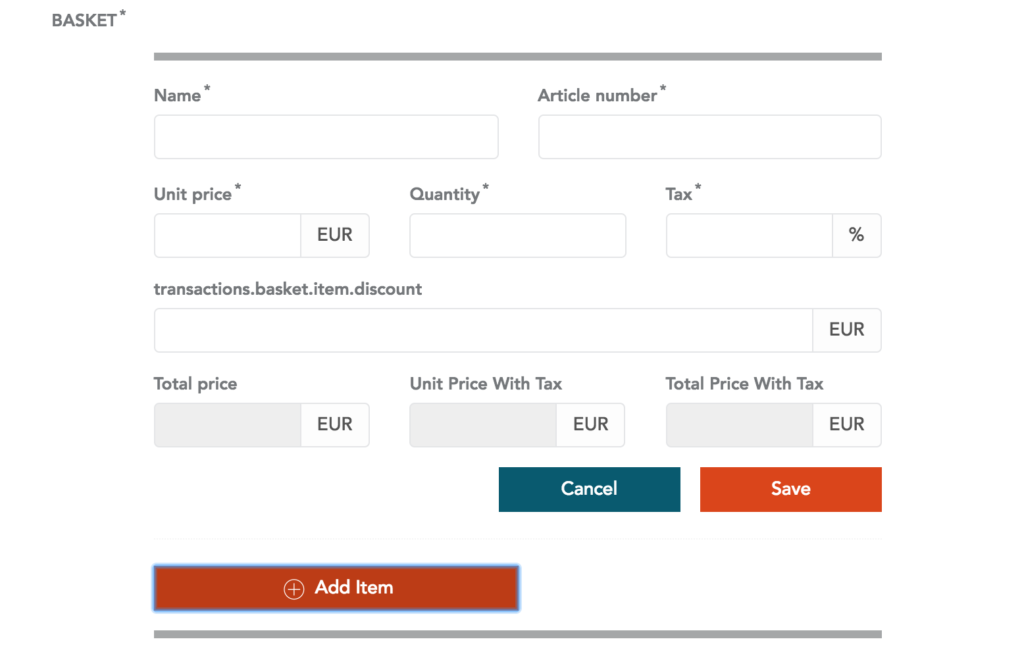 BASKET*
Name* Article number*
Unit price* Quantity* Tax*
EUR %
transactions.basket.item.discount
EUR
Total price Unit Price With Tax Total Price With Tax
EUR EUR EUR
Cancel Save
Add Item